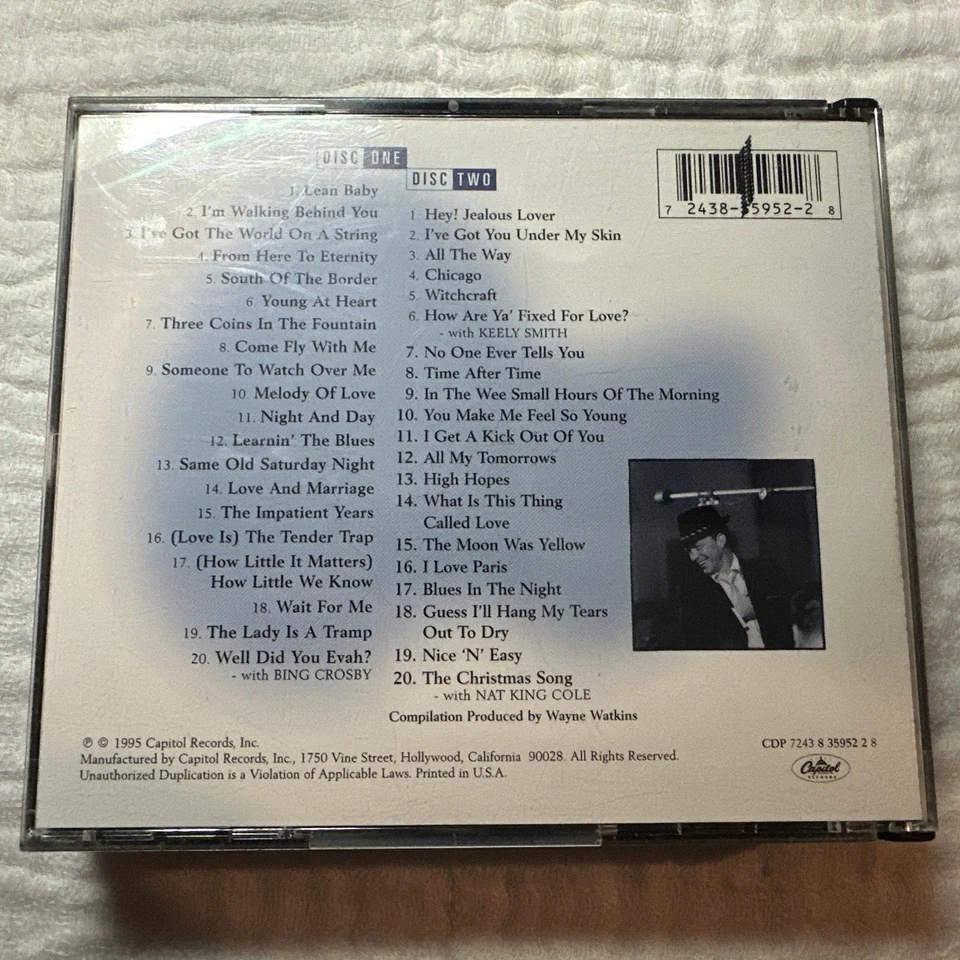 DISC ONE
1. Lean Baby
2. I'm Walking Behind You
3. I've Got The World On A String
4. From Here To Eternity
5. South Of The Border
6. Young At Heart
7. Three Coins In The Fountain
8. Come Fly With Me
9. Someone To Watch Over Me
10. Melody Of Love
11. Night And Day
12. Learnin' The Blues
13. Same Old Saturday Night
14. Love And Marriage
15. The Impatient Years
16. (Love Is) The Tender Trap
17. (How Little It Matters)
How Little We Know
18. Wait For Me
19. The Lady Is A Tramp
20. Well Did You Evah?
- with BING CROSBY
DISC TWO
1. Hey! Jealous Lover
2. I've Got You Under My Skin
3. All The Way
4. Chicago
5. Witchcraft
6. How Are Ya' Fixed For Love?
- with KEELY SMITH
7. No One Ever Tells You
8. Time After Time
9. In The Wee Small Hours Of The Morning
10. You Make Me Feel So Young
11. I Get A Kick Out Of You
12. All My Tomorrows
13. High Hopes
14. What Is This Thing
Called Love
15. The Moon Was Yellow
16. I Love Paris
17. Blues In The Night
18. Guess I'll Hang My Tears
Out To Dry
19. Nice 'N' Easy
20. The Christmas Song
- with NAT KING COLE
Compilation Produced by Wayne Watkins
7 2438-35952-2 8
℗ © 1995 Capitol Records, Inc.
Manufactured by Capitol Records, Inc., 1750 Vine Street, Hollywood, California 90028. All Rights Reserved.
Unauthorized Duplication is a Violation of Applicable Laws. Printed in U.S.A.
CDP 7243 8 35952 2 8
Capitol
RECORDS